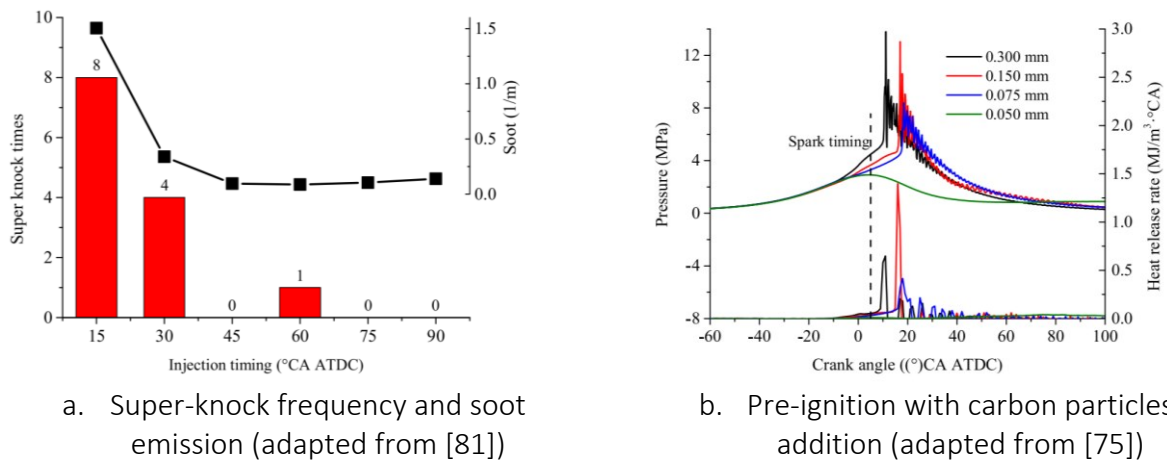 10
8
6
4
2
0
Super knock times
8
4
0
1
0
0
1.5
1.0
0.5
0.0
Soot (1/m)
15 30 45 60 75 90
Injection timing (°CA ATDC)
a. Super-knock frequency and soot
emission (adapted from [81])
12
8
4
0
-4
-8
Pressure (MPa)
0.300 mm
0.150 mm
0.075 mm
0.050 mm
Spark timing
3.0
2.5
2.0
1.5
1.2
0.9
0.6
0.3
0.0
Heat release rate (MJ/m³·°CA)
-60 -40 -20 0 20 40 60 80 100
Crank angle ((°)CA ATDC)
b. Pre-ignition with carbon particles
addition (adapted from [75])